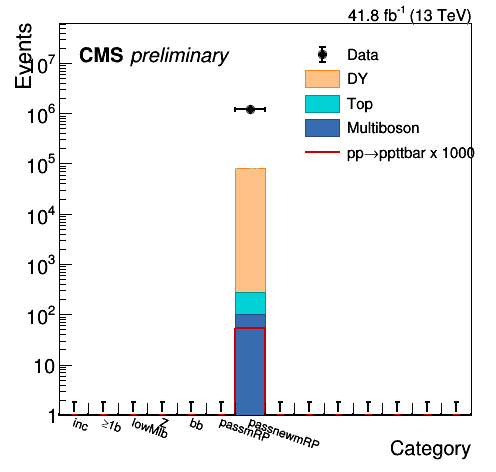 41.8 fb⁻¹ (13 TeV)
Events
CMS preliminary
Data
DY
Top
Multiboson
pp→ppttbar x 1000
10⁷
10⁶
10⁵
10⁴
10³
10²
10
1
inc
≥1b
lowMib
Z
bb
passmRP
passnewmRP
Category